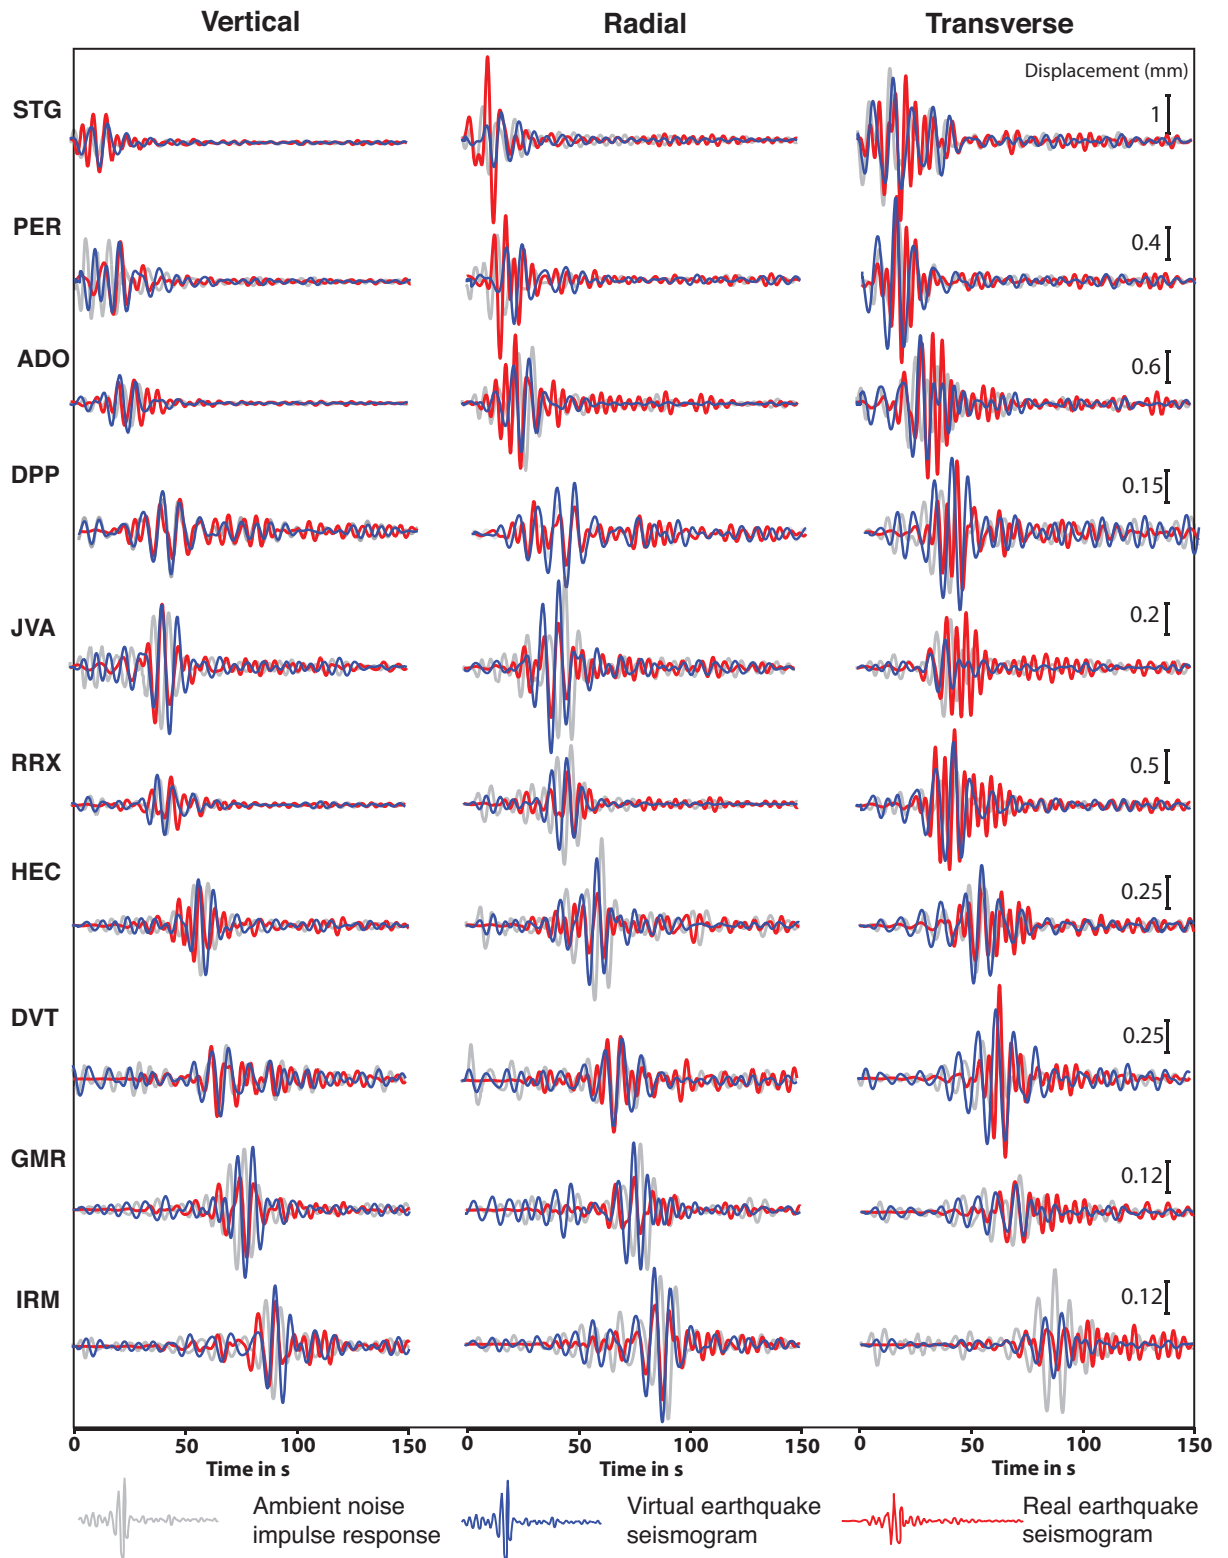 Vertical Radial Transverse
Displacement (mm)
STG 1
PER 0.4
ADO 0.6
DPP 0.15
JVA 0.2
RRX 0.5
HEC 0.25
DVT 0.25
GMR 0.12
IRM 0.12
0 50 100 150 0 50 100 150 0 50 100 150
Time in s Time in s Time in s
Ambient noise Virtual earthquake Real earthquake
impulse response seismogram seismogram